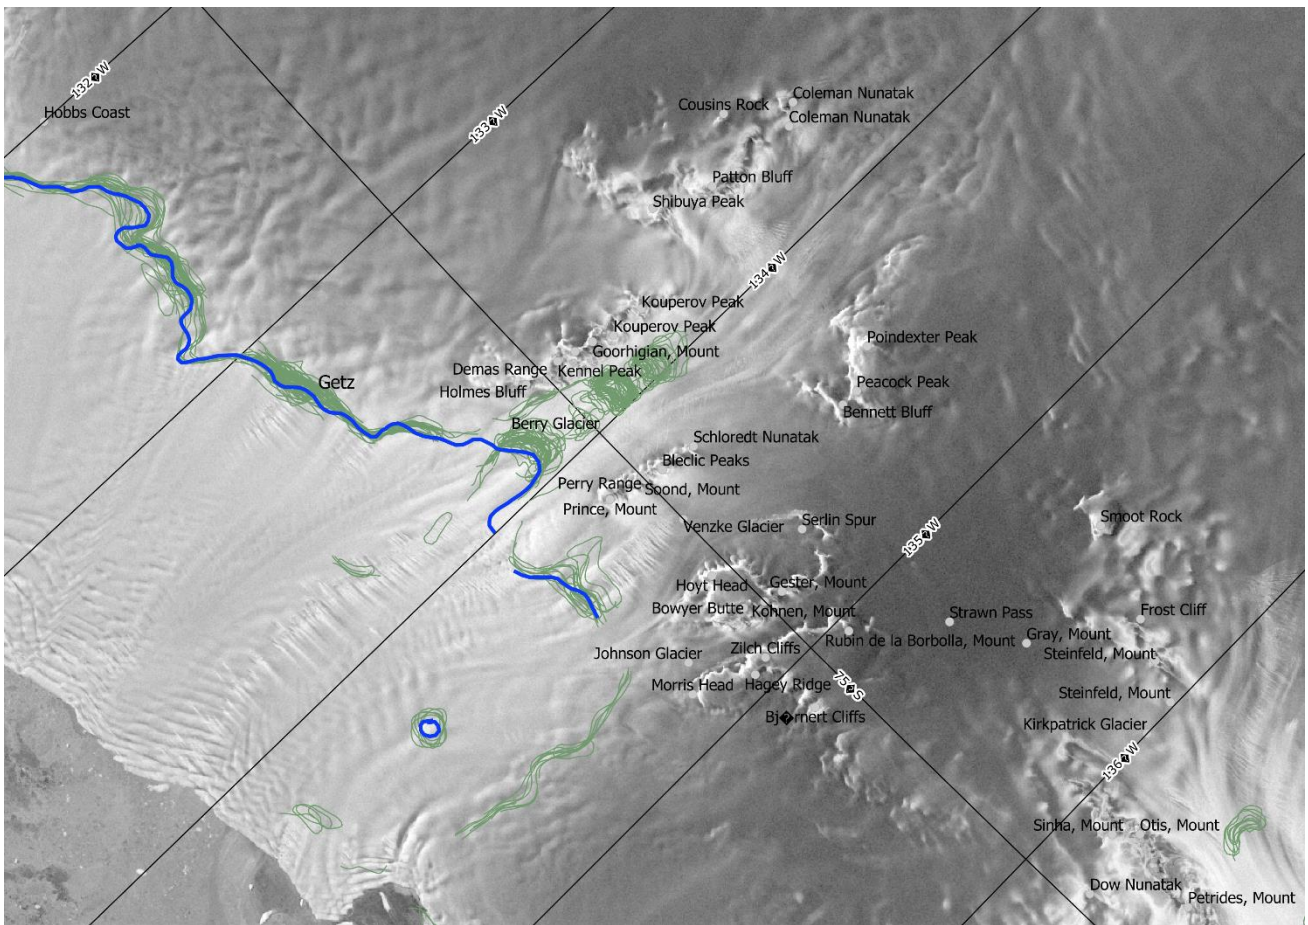 132�W
Hobbs Coast
133�W
Cousins Rock
Coleman Nunatak
Coleman Nunatak
Patton Bluff
Shibuya Peak
134�W
Kouperov Peak
Kouperov Peak
Goorhigian, Mount
Poindexter Peak
Demas Range
Kennel Peak
Getz
Holmes Bluff
Peacock Peak
Bennett Bluff
Berry Glacier
Schloredt Nunatak
Bleclic Peaks
Perry Range
Soond, Mount
Prince, Mount
Venzke Glacier
Serlin Spur
135�W
Smoot Rock
Hoyt Head
Gester, Mount
Bowyer Butte
Kohnen, Mount
Strawn Pass
Frost Cliff
Rubin de la Borbolla, Mount
Gray, Mount
Steinfeld, Mount
Johnson Glacier
Zilch Cliffs
Morris Head
Hagey Ridge
75�S
Steinfeld, Mount
Bj�rnert Cliffs
Kirkpatrick Glacier
136�W
Sinha, Mount
Otis, Mount
Dow Nunatak
Petrides, Mount